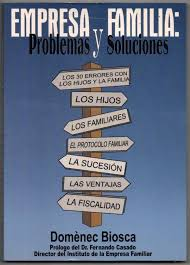 EMPRESA FAMILIA:
Problemas y Soluciones
LOS 30 ERRORES CON
LOS HIJOS Y LA FAMILIA
LOS HIJOS
LOS FAMILIARES
EL PROTOCOLO FAMILIAR
LA SUCESIÓN
LAS VENTAJAS
LA FISCALIDAD
Domènec Biosca
Prólogo del Dr. Fernando Casado
Director del Instituto de la Empresa Familiar